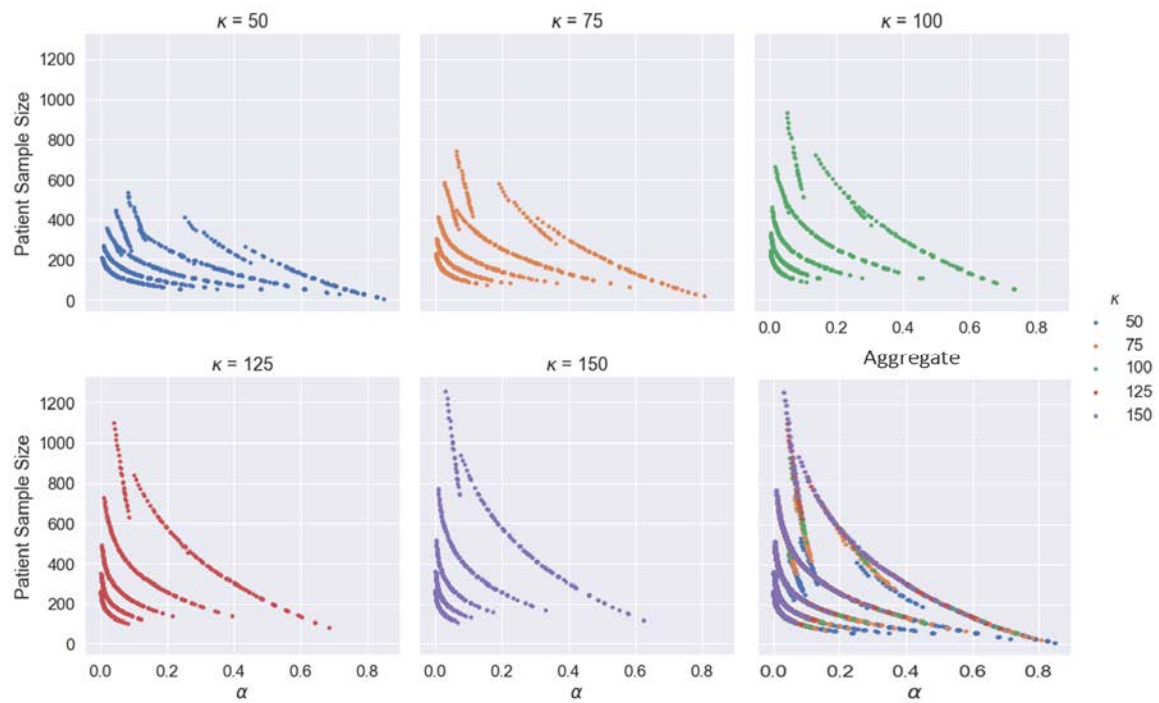 κ = 50
κ = 75
κ = 100
Patient Sample Size
1200
1000
800
600
400
200
0
0.0 0.2 0.4 0.6 0.8
κ
50
75
100
125
150
κ = 125
κ = 150
Aggregate
Patient Sample Size
1200
1000
800
600
400
200
0
0.0 0.2 0.4 0.6 0.8
α
0.0 0.2 0.4 0.6 0.8
α
0.0 0.2 0.4 0.6 0.8
α